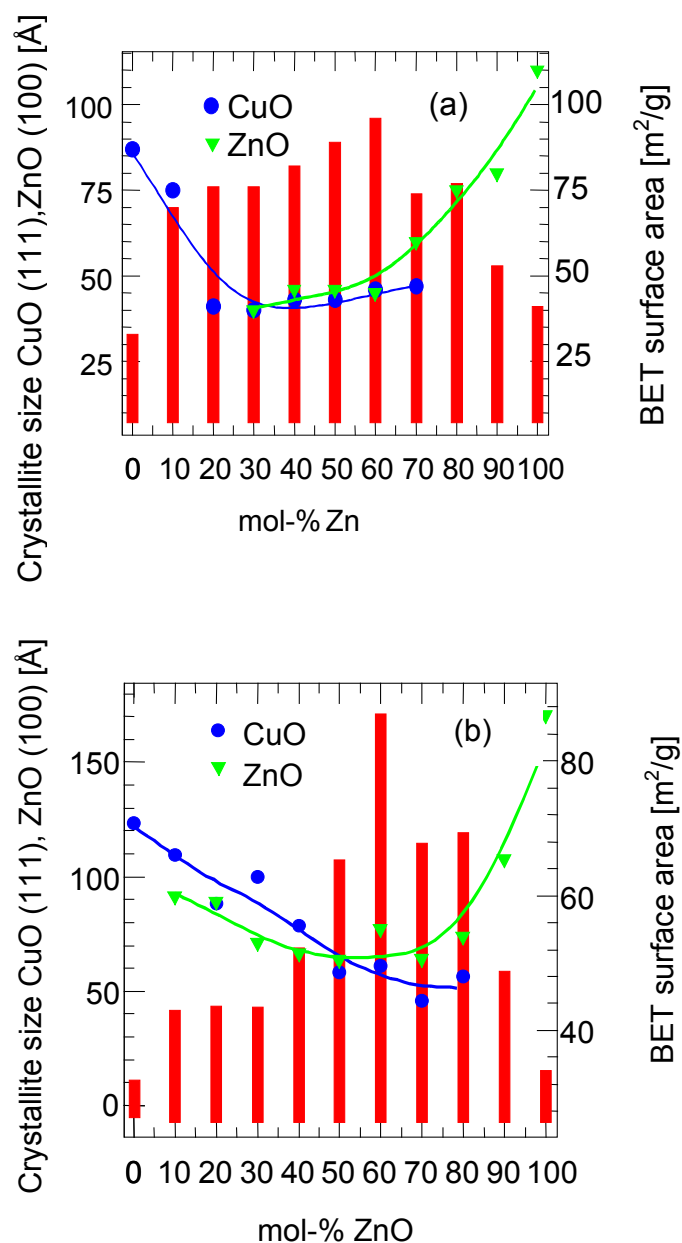 Crystallite size CuO (111),ZnO (100) [Å]
(a)
CuO
ZnO
100
75
50
25
100
75
50
25
BET surface area [m²/g]
0 10 20 30 40 50 60 70 80 90 100
mol-% Zn
Crystallite size CuO (111), ZnO (100) [Å]
(b)
CuO
ZnO
150
100
50
0
80
60
40
BET surface area [m²/g]
0 10 20 30 40 50 60 70 80 90 100
mol-% ZnO